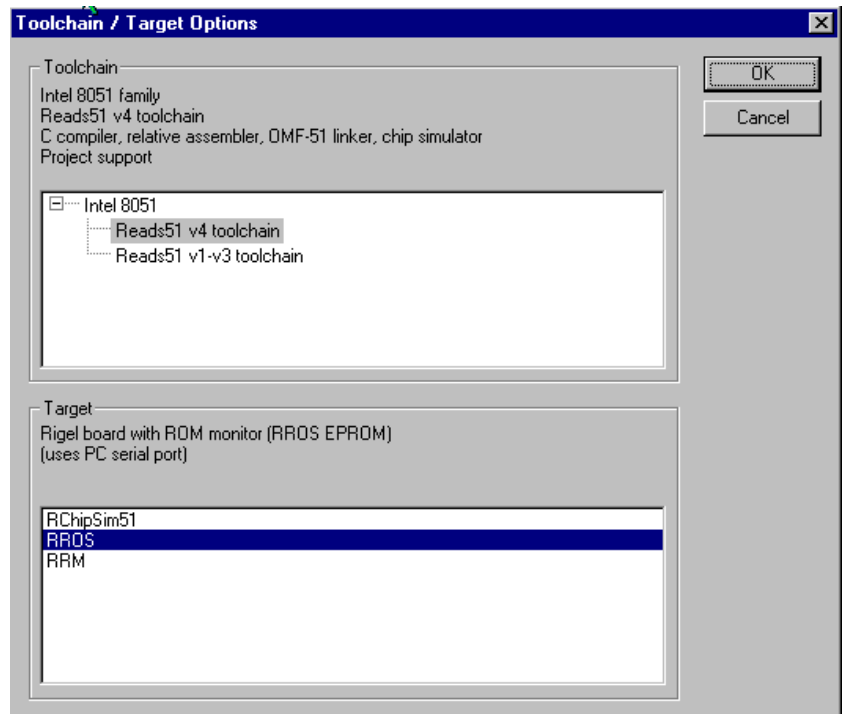 Toolchain / Target Options
Toolchain
OK
Intel 8051 family
Reads51 v4 toolchain
Cancel
C compiler, relative assembler, OMF-51 linker, chip simulator
Project support
Intel 8051
Reads51 v4 toolchain
Reads51 v1-v3 toolchain
Target
Rigel board with ROM monitor (RROS EPROM)
(uses PC serial port)
RChipSim51
RROS
RRM